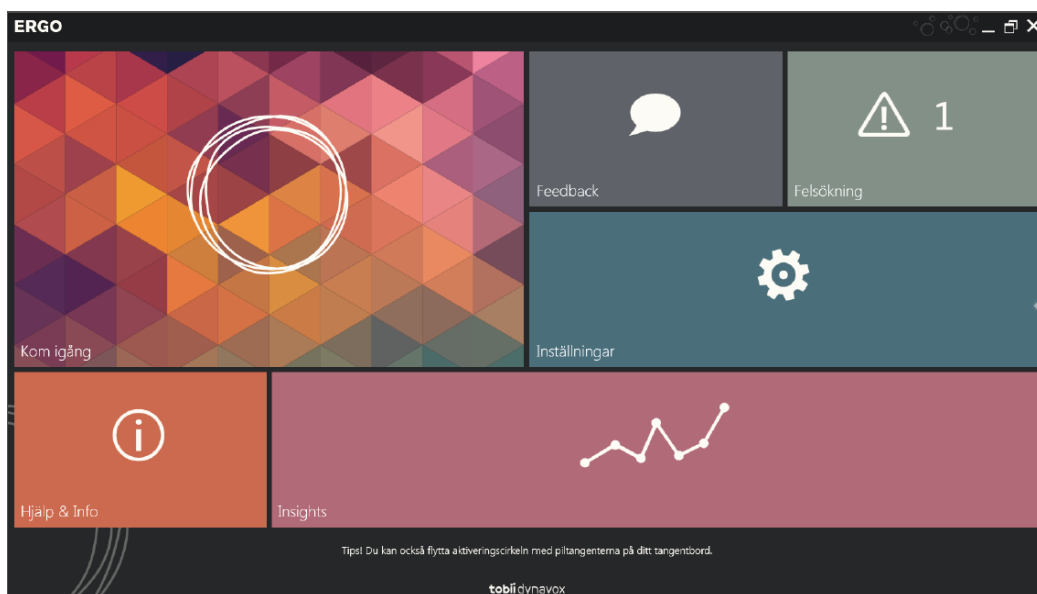 ERGO
Feedback
1
Felsökning
Kom igång
Inställningar
Hjälp & Info
Insights
Tips! Du kan också flytta aktiveringscirkeln med piltangenterna på ditt tangentbord.
tobii dynavox